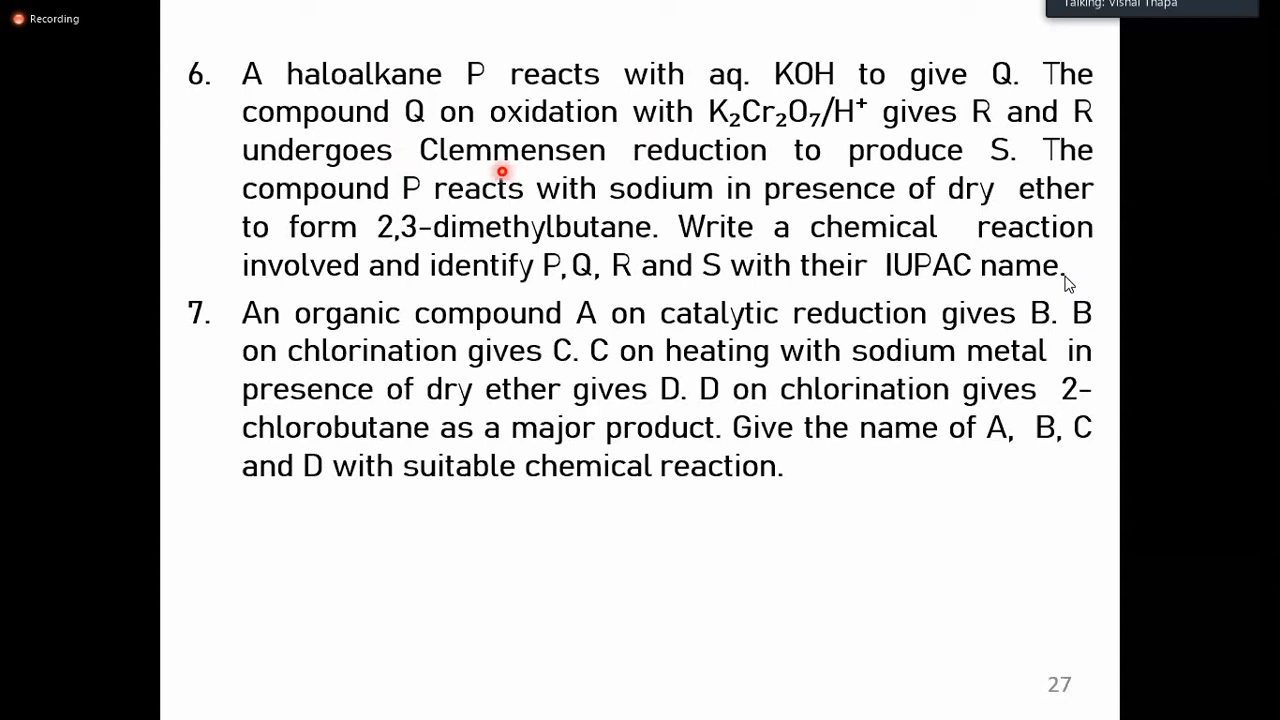 Recording
Talking: Vishal Thapa
6. A haloalkane P reacts with aq. KOH to give Q. The
compound Q on oxidation with K₂Cr₂O₇/H⁺ gives R and R
undergoes Clemmensen reduction to produce S. The
compound P reacts with sodium in presence of dry ether
to form 2,3-dimethylbutane. Write a chemical reaction
involved and identify P, Q, R and S with their IUPAC name.
7. An organic compound A on catalytic reduction gives B. B
on chlorination gives C. C on heating with sodium metal in
presence of dry ether gives D. D on chlorination gives 2-
chlorobutane as a major product. Give the name of A, B, C
and D with suitable chemical reaction.
27